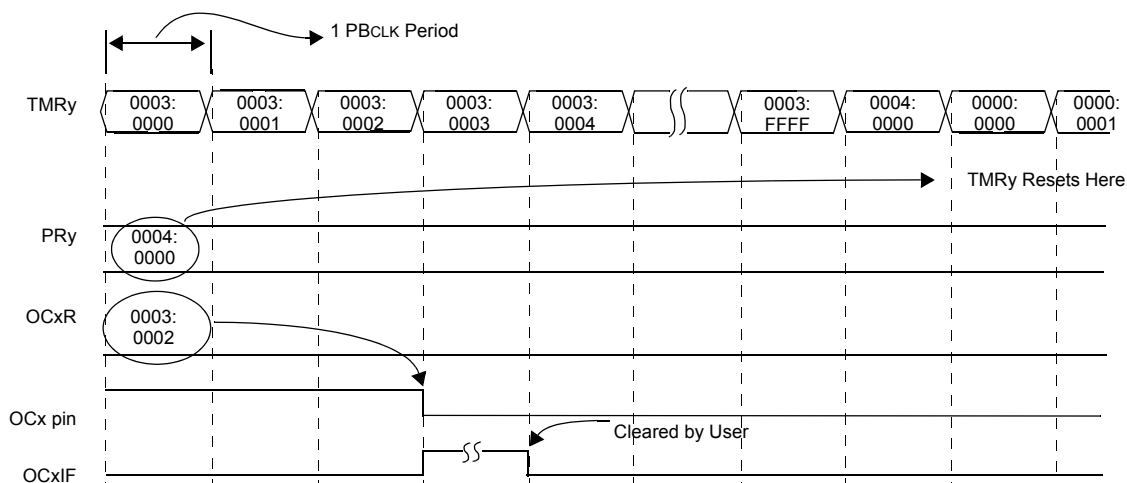 1 PBCLK Period
TMRy
0003:
0000
0003:
0001
0003:
0002
0003:
0003
0003:
0004
0003:
FFFF
0004:
0000
0000:
0000
0000:
0001
TMRy Resets Here
PRy
0004:
0000
OCxR
0003:
0002
OCx pin
Cleared by User
OCxIF